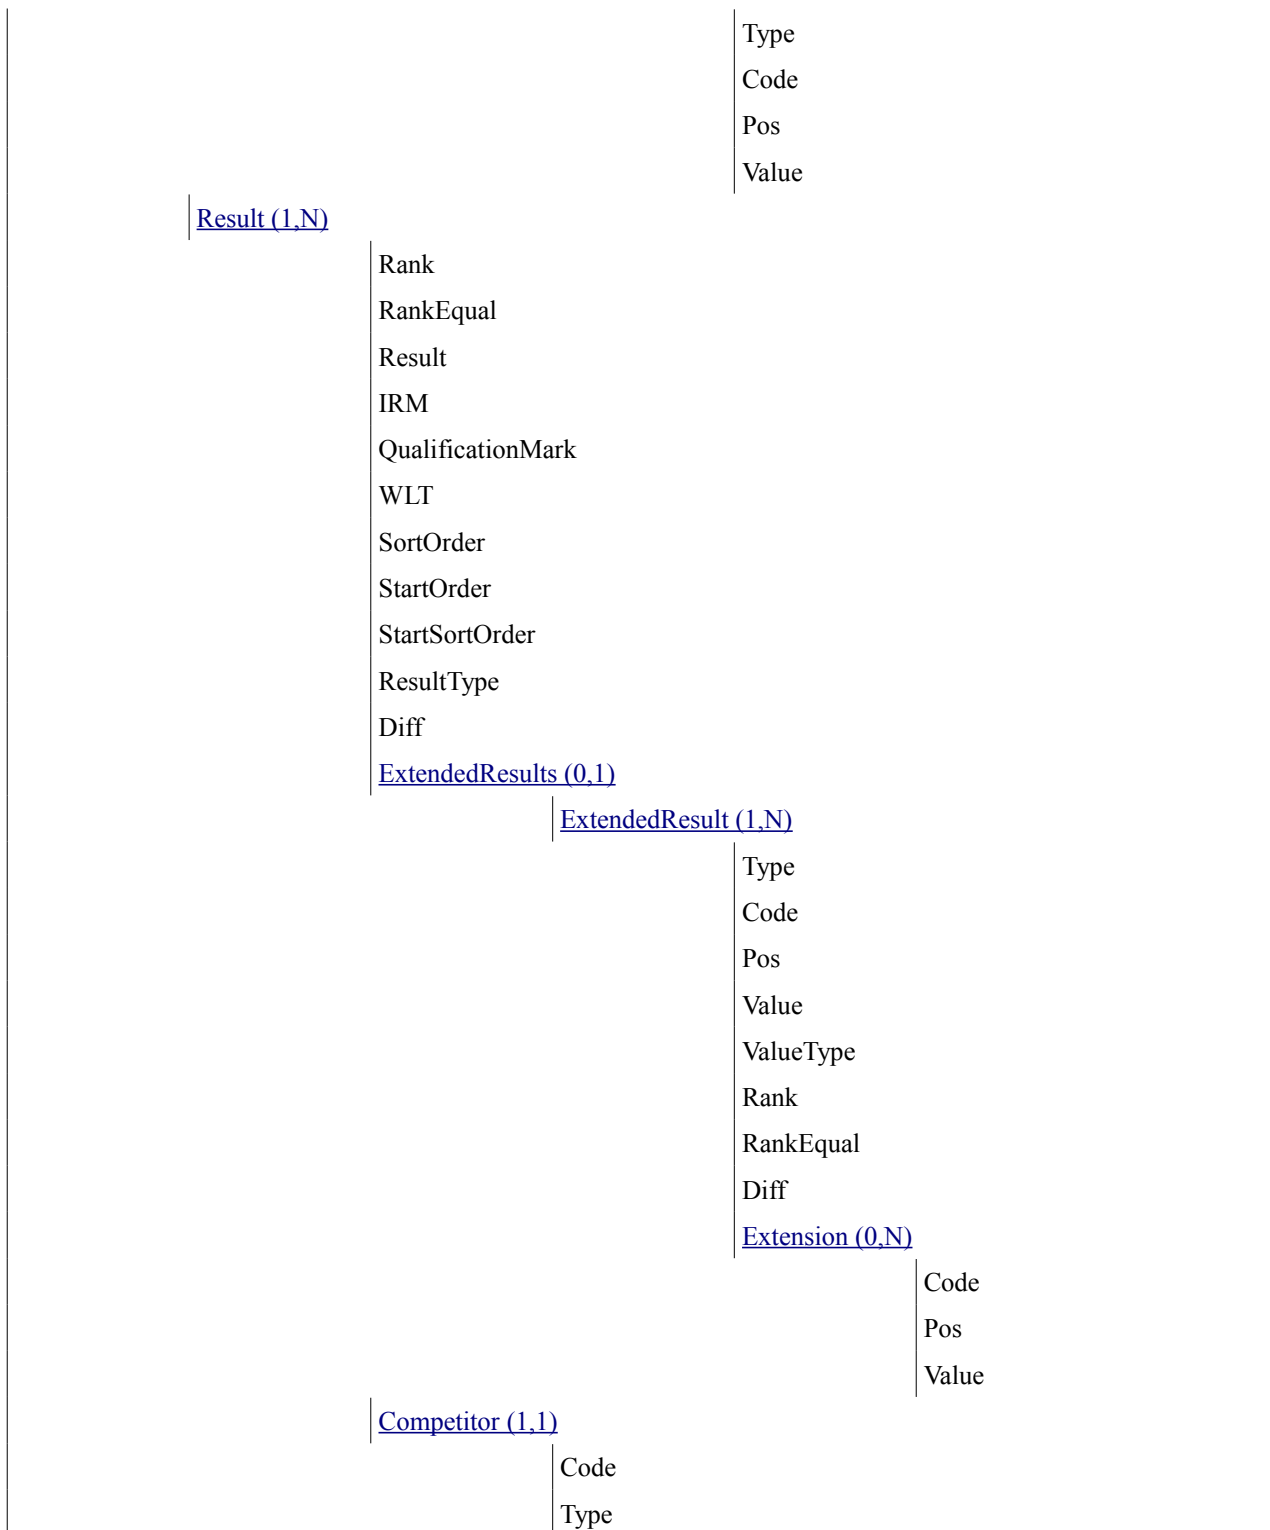 Type
Code
Pos
Value
Result (1,N)
Rank
RankEqual
Result
IRM
QualificationMark
WLT
SortOrder
StartOrder
StartSortOrder
ResultType
Diff
ExtendedResults (0,1)
ExtendedResult (1,N)
Type
Code
Pos
Value
ValueType
Rank
RankEqual
Diff
Extension (0,N)
Code
Pos
Value
Competitor (1,1)
Code
Type